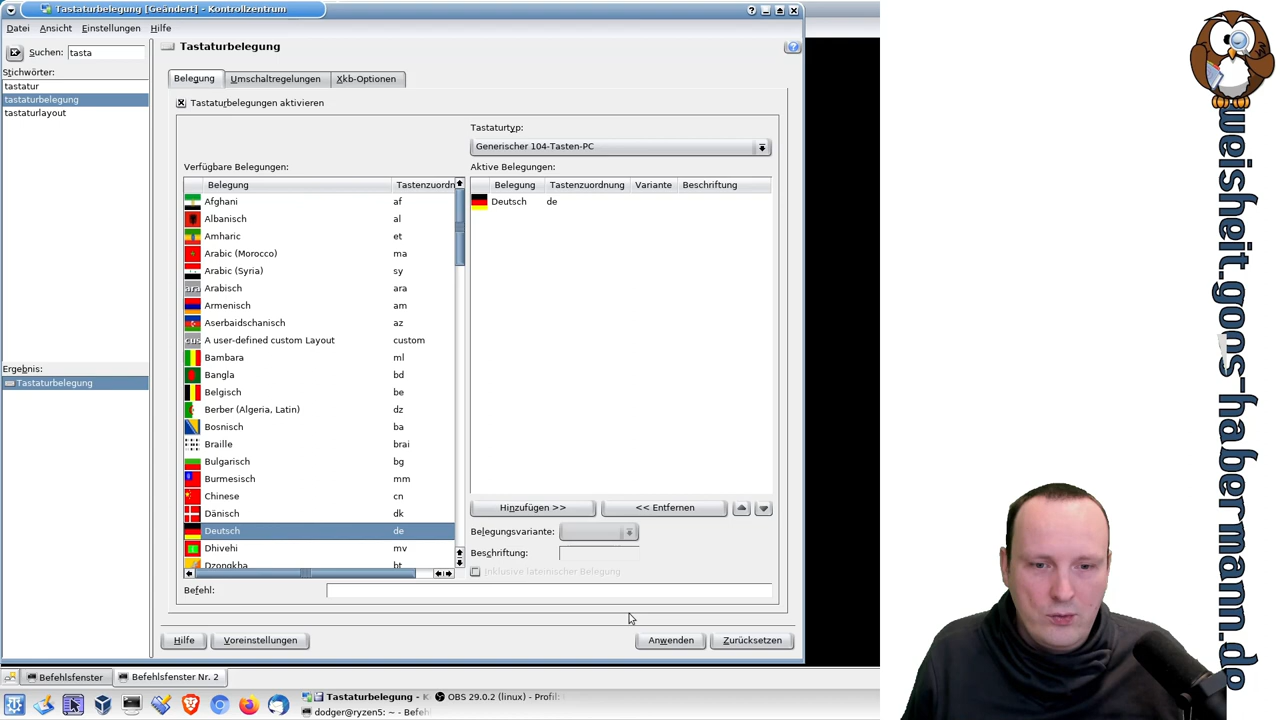 Tastaturbelegung [Geändert] - Kontrollzentrum
Datei Ansicht Einstellungen Hilfe
Suchen: tasta
Stichwörter:
tastatur
tastaturbelegung
tastaturlayout
Ergebnis:
Tastaturbelegung
Tastaturbelegung
Belegung Umschaltregelungen Xkb-Optionen
Tastaturbelegungen aktivieren
Verfügbare Belegungen:
Belegung Tastenzuordn
Afghani af
Albanisch al
Amharic et
Arabic (Morocco) ma
Arabic (Syria) sy
ara Arabisch ara
Armenisch am
Aserbaidschanisch az
cus A user-defined custom Layout custom
Bambara ml
Bangla bd
Belgisch be
Berber (Algeria, Latin) dz
Bosnisch ba
Braille brai
Bulgarisch bg
Burmesisch mm
Chinese cn
Dänisch dk
Deutsch de
Dhivehi mv
Dzongkha bt
Tastaturtyp:
Generischer 104-Tasten-PC
Aktive Belegungen:
Belegung Tastenzuordnung Variante Beschriftung
Deutsch de
Hinzufügen >> << Entfernen
Belegungsvariante:
Beschriftung:
Inklusive lateinischer Belegung
Befehl:
Hilfe Voreinstellungen Anwenden Zurücksetzen
Befehlsfenster Befehlsfenster Nr. 2
Tastaturbelegung - K
OBS 29.0.2 (linux) - Profil:
dodger@ryzen5: ~ - Befehl
weisheit.goos-habermann.de